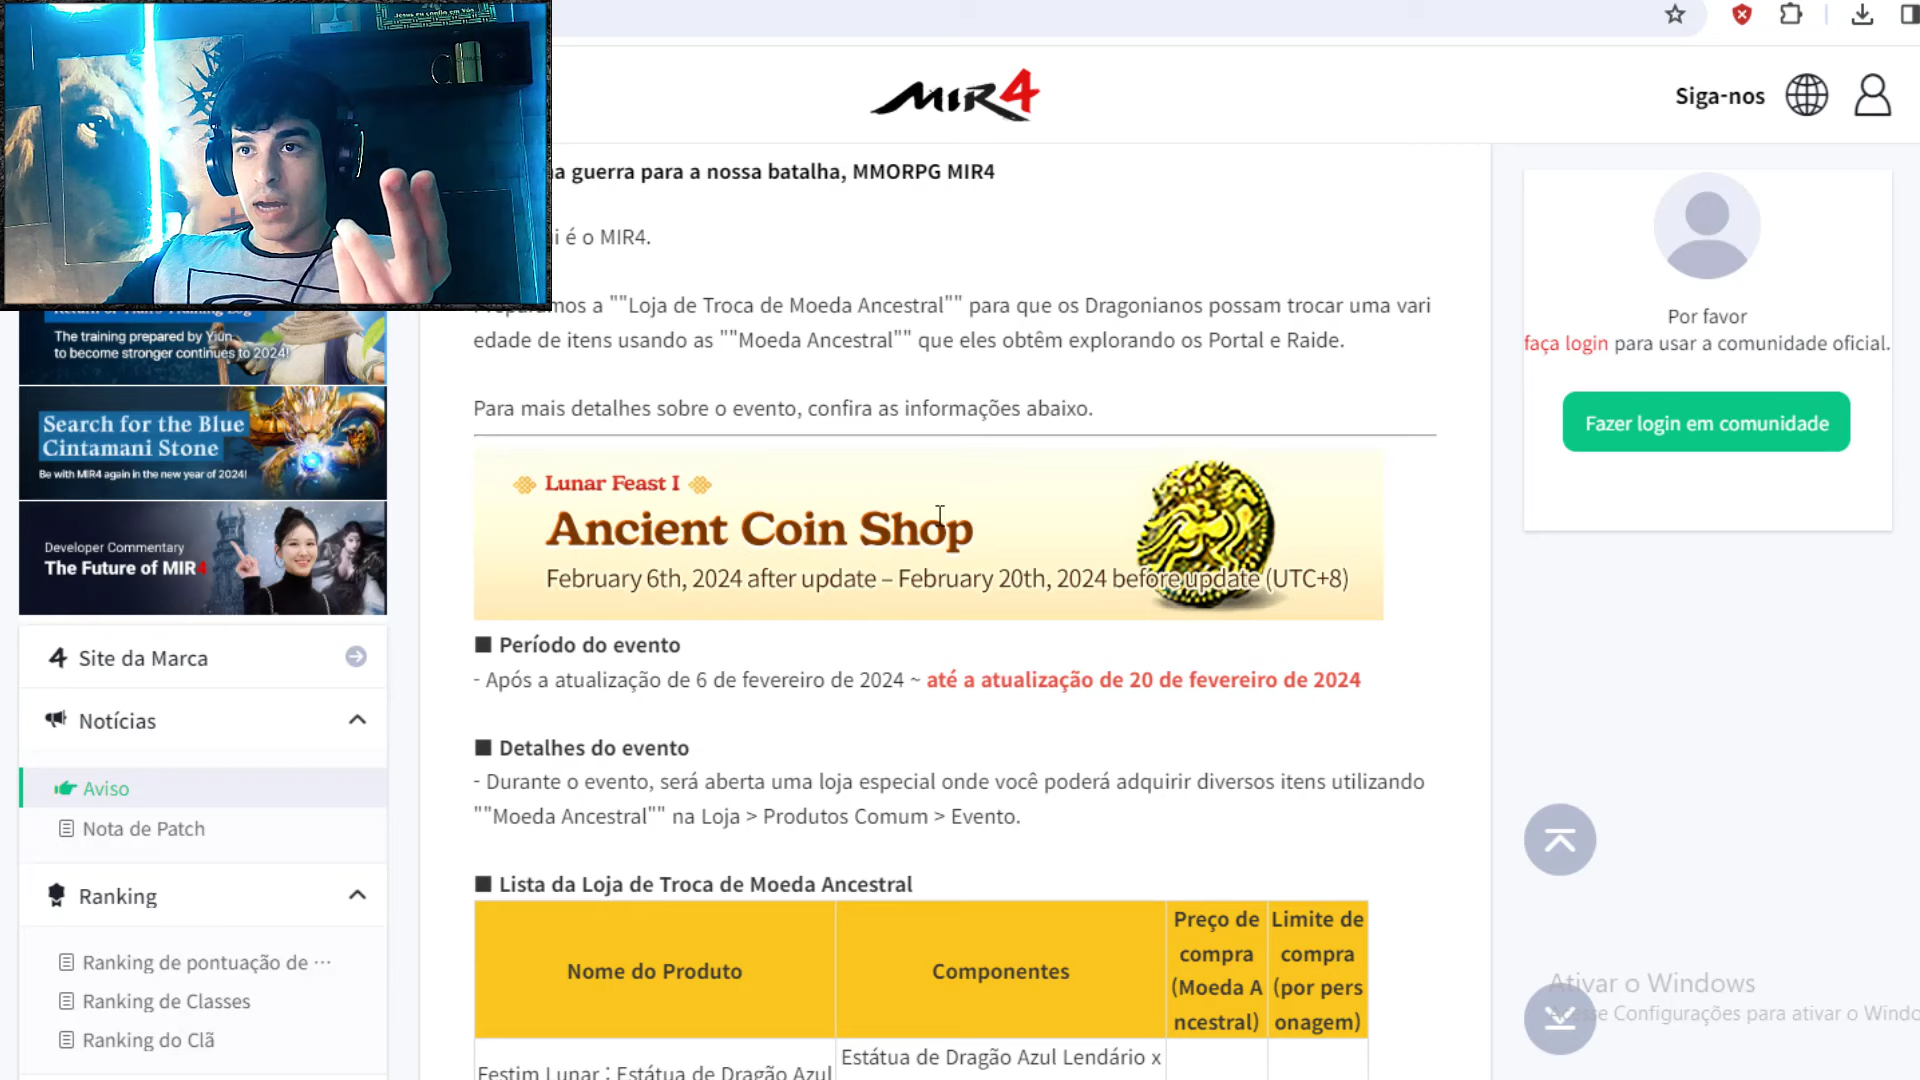 Jesus eu confio em Vós
MIR4
Siga-nos
a guerra para a nossa batalha, MMORPG MIR4
i é o MIR4.
mos a ""Loja de Troca de Moeda Ancestral"" para que os Dragonianos possam trocar uma vari
edade de itens usando as ""Moeda Ancestral"" que eles obtêm explorando os Portal e Raide.
Para mais detalhes sobre o evento, confira as informações abaixo.
Por favor
faça login para usar a comunidade oficial.
Fazer login em comunidade
The training prepared by Yiun
to become stronger continues to 2024!
Search for the Blue
Cintamani Stone
Be with MIR4 again in the new year of 2024!
Developer Commentary
The Future of MIR4
Lunar Feast I
Ancient Coin Shop
February 6th, 2024 after update – February 20th, 2024 before update (UTC+8)
■ Período do evento
- Após a atualização de 6 de fevereiro de 2024 ~ até a atualização de 20 de fevereiro de 2024
■ Detalhes do evento
- Durante o evento, será aberta uma loja especial onde você poderá adquirir diversos itens utilizando
""Moeda Ancestral"" na Loja > Produtos Comum > Evento.
■ Lista da Loja de Troca de Moeda Ancestral
Nome do Produto
Componentes
Preço de
compra
(Moeda A
ncestral)
Limite de
compra
(por pers
onagem)
Festim Lunar : Estátua de Dragão Azul
Estátua de Dragão Azul Lendário x
4 Site da Marca
Notícias
Aviso
Nota de Patch
Ranking
Ranking de pontuação de ···
Ranking de Classes
Ranking do Clã
Ativar o Windows
Acesse Configurações para ativar o Windo